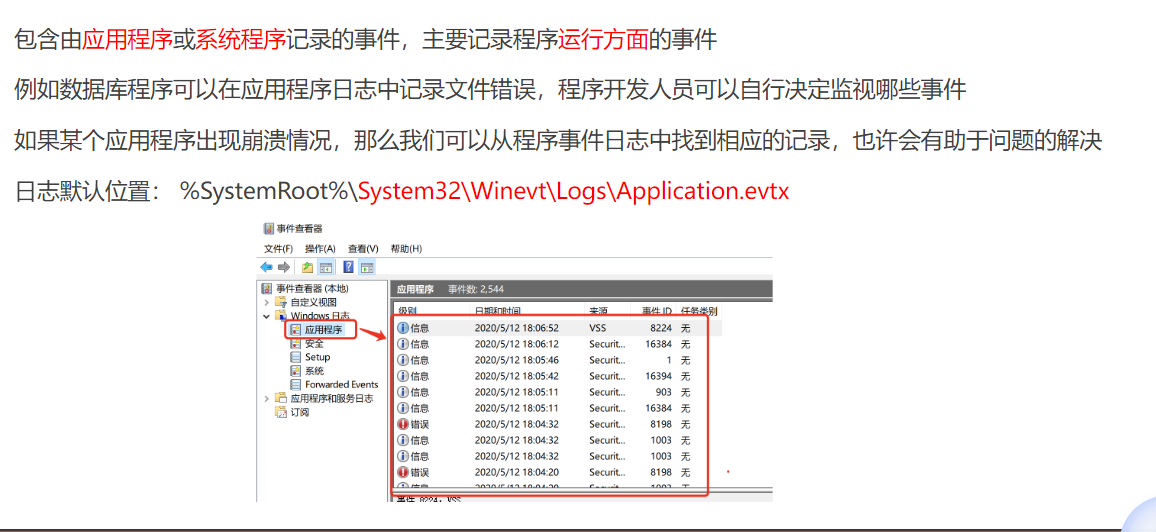 包含由应用程序或系统程序记录的事件，主要记录程序运行方面的事件
例如数据库程序可以在应用程序日志中记录文件错误，程序开发人员可以自行决定监视哪些事件
如果某个应用程序出现崩溃情况，那么我们可以从程序事件日志中找到相应的记录，也许会有助于问题的解决
日志默认位置： %SystemRoot%\System32\Winevt\Logs\Application.evtx
事件查看器
文件(F) 操作(A) 查看(V) 帮助(H)
事件查看器 (本地)
自定义视图
Windows 日志
应用程序
安全
Setup
系统
Forwarded Events
应用程序和服务日志
订阅
应用程序 事件数: 2,544
级别 日期和时间 来源 事件 ID 任务类别
信息 2020/5/12 18:06:52 VSS 8224 无
信息 2020/5/12 18:06:12 Securit... 16384 无
信息 2020/5/12 18:05:46 Securit... 1 无
信息 2020/5/12 18:05:42 Securit... 16394 无
信息 2020/5/12 18:05:11 Securit... 903 无
信息 2020/5/12 18:05:11 Securit... 16384 无
错误 2020/5/12 18:04:32 Securit... 8198 无
信息 2020/5/12 18:04:32 Securit... 1003 无
信息 2020/5/12 18:04:32 Securit... 1003 无
错误 2020/5/12 18:04:20 Securit... 8198 无
信息 2020/5/12 18:04:20 Securit... 1003 无
事件 8224，VSS